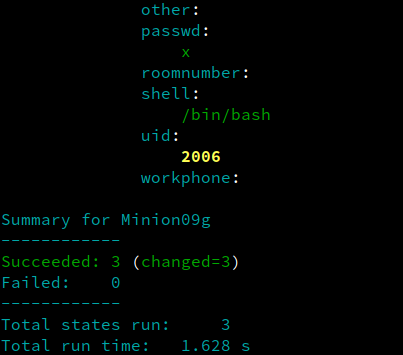 other:
passwd:
x
roomnumber:
shell:
/bin/bash
uid:
2006
workphone:
Summary for Minion09g
------------
Succeeded: 3 (changed=3)
Failed:    0
------------
Total states run:     3
Total run time:   1.628 s